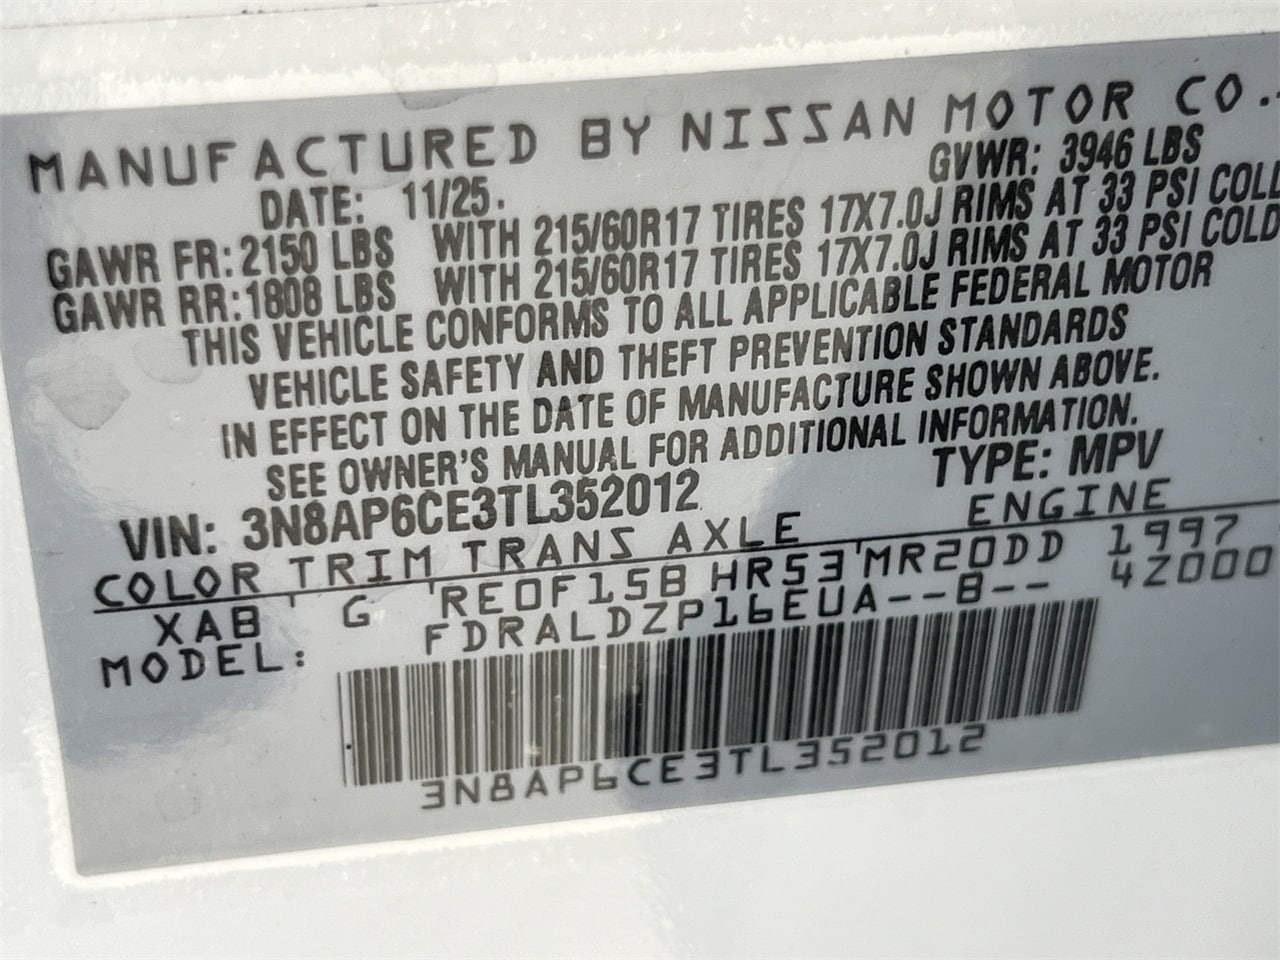 MANUFACTURED BY NISSAN MOTOR CO.
DATE: 11/25. GVWR: 3946 LBS
GAWR FR: 2150 LBS WITH 215/60R17 TIRES 17X7.0J RIMS AT 33 PSI COLD
GAWR RR: 1808 LBS WITH 215/60R17 TIRES 17X7.0J RIMS AT 33 PSI COLD
THIS VEHICLE CONFORMS TO ALL APPLICABLE FEDERAL MOTOR
VEHICLE SAFETY AND THEFT PREVENTION STANDARDS
IN EFFECT ON THE DATE OF MANUFACTURE SHOWN ABOVE.
SEE OWNER'S MANUAL FOR ADDITIONAL INFORMATION.
VIN: 3N8AP6CE3TL352012 TYPE: MPV
COLOR TRIM TRANS AXLE ENGINE
XAB G RE0F15B HR53 MR20DD 1997
MODEL: FDRALDZP16EUA--B-- 4Z000
3N8AP6CE3TL352012